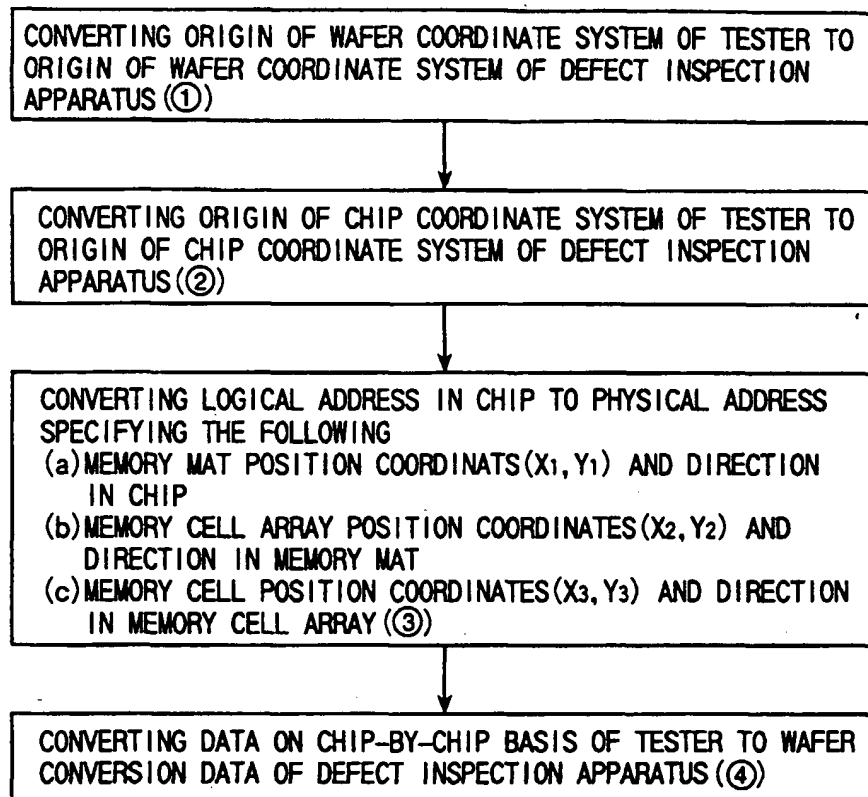 CONVERTING ORIGIN OF WAFER COORDINATE SYSTEM OF TESTER TO
ORIGIN OF WAFER COORDINATE SYSTEM OF DEFECT INSPECTION
APPARATUS(①)
CONVERTING ORIGIN OF CHIP COORDINATE SYSTEM OF TESTER TO
ORIGIN OF CHIP COORDINATE SYSTEM OF DEFECT INSPECTION
APPARATUS(②)
CONVERTING LOGICAL ADDRESS IN CHIP TO PHYSICAL ADDRESS
SPECIFYING THE FOLLOWING
(a)MEMORY MAT POSITION COORDINATS(X1,Y1) AND DIRECTION
IN CHIP
(b)MEMORY CELL ARRAY POSITION COORDINATES(X2,Y2) AND
DIRECTION IN MEMORY MAT
(c)MEMORY CELL POSITION COORDINATES(X3,Y3) AND DIRECTION
IN MEMORY CELL ARRAY(③)
CONVERTING DATA ON CHIP-BY-CHIP BASIS OF TESTER TO WAFER
CONVERSION DATA OF DEFECT INSPECTION APPARATUS(④)